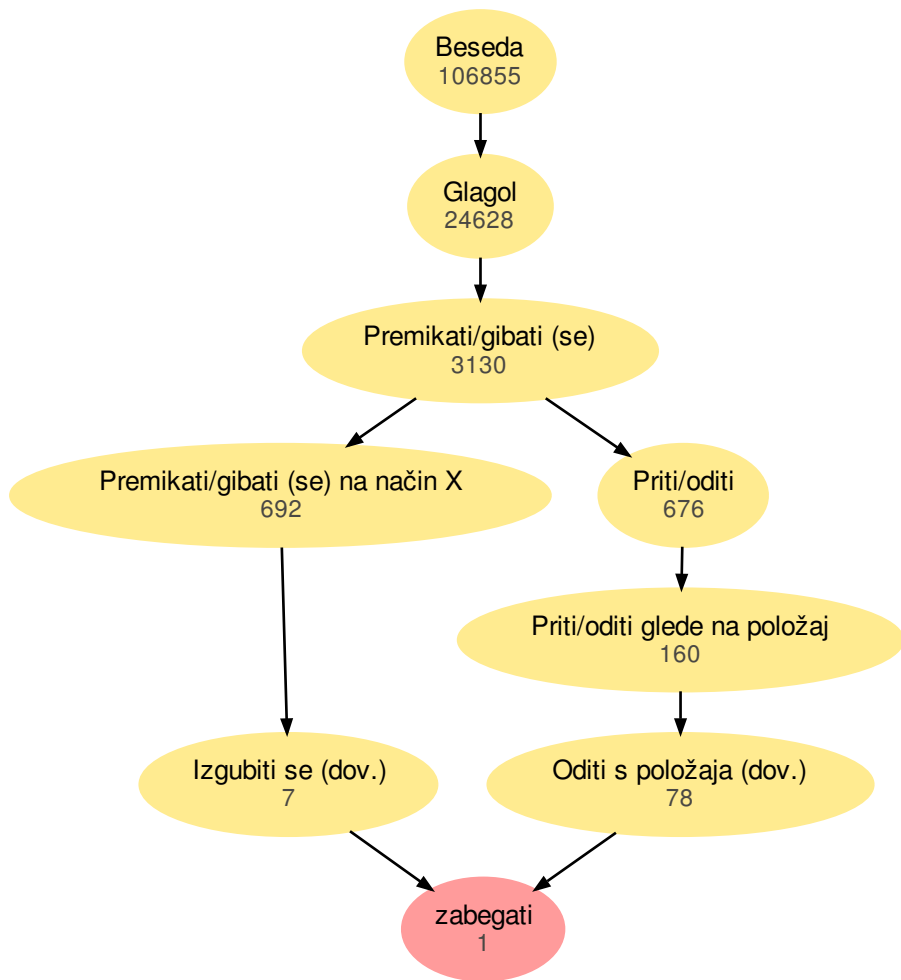 Beseda
106855
Glagol
24628
Premikati/gibati (se)
3130
Premikati/gibati (se) na način X
692
Priti/oditi
676
Priti/oditi glede na položaj
160
Izgubiti se (dov.)
7
Oditi s položaja (dov.)
78
zabegati
1